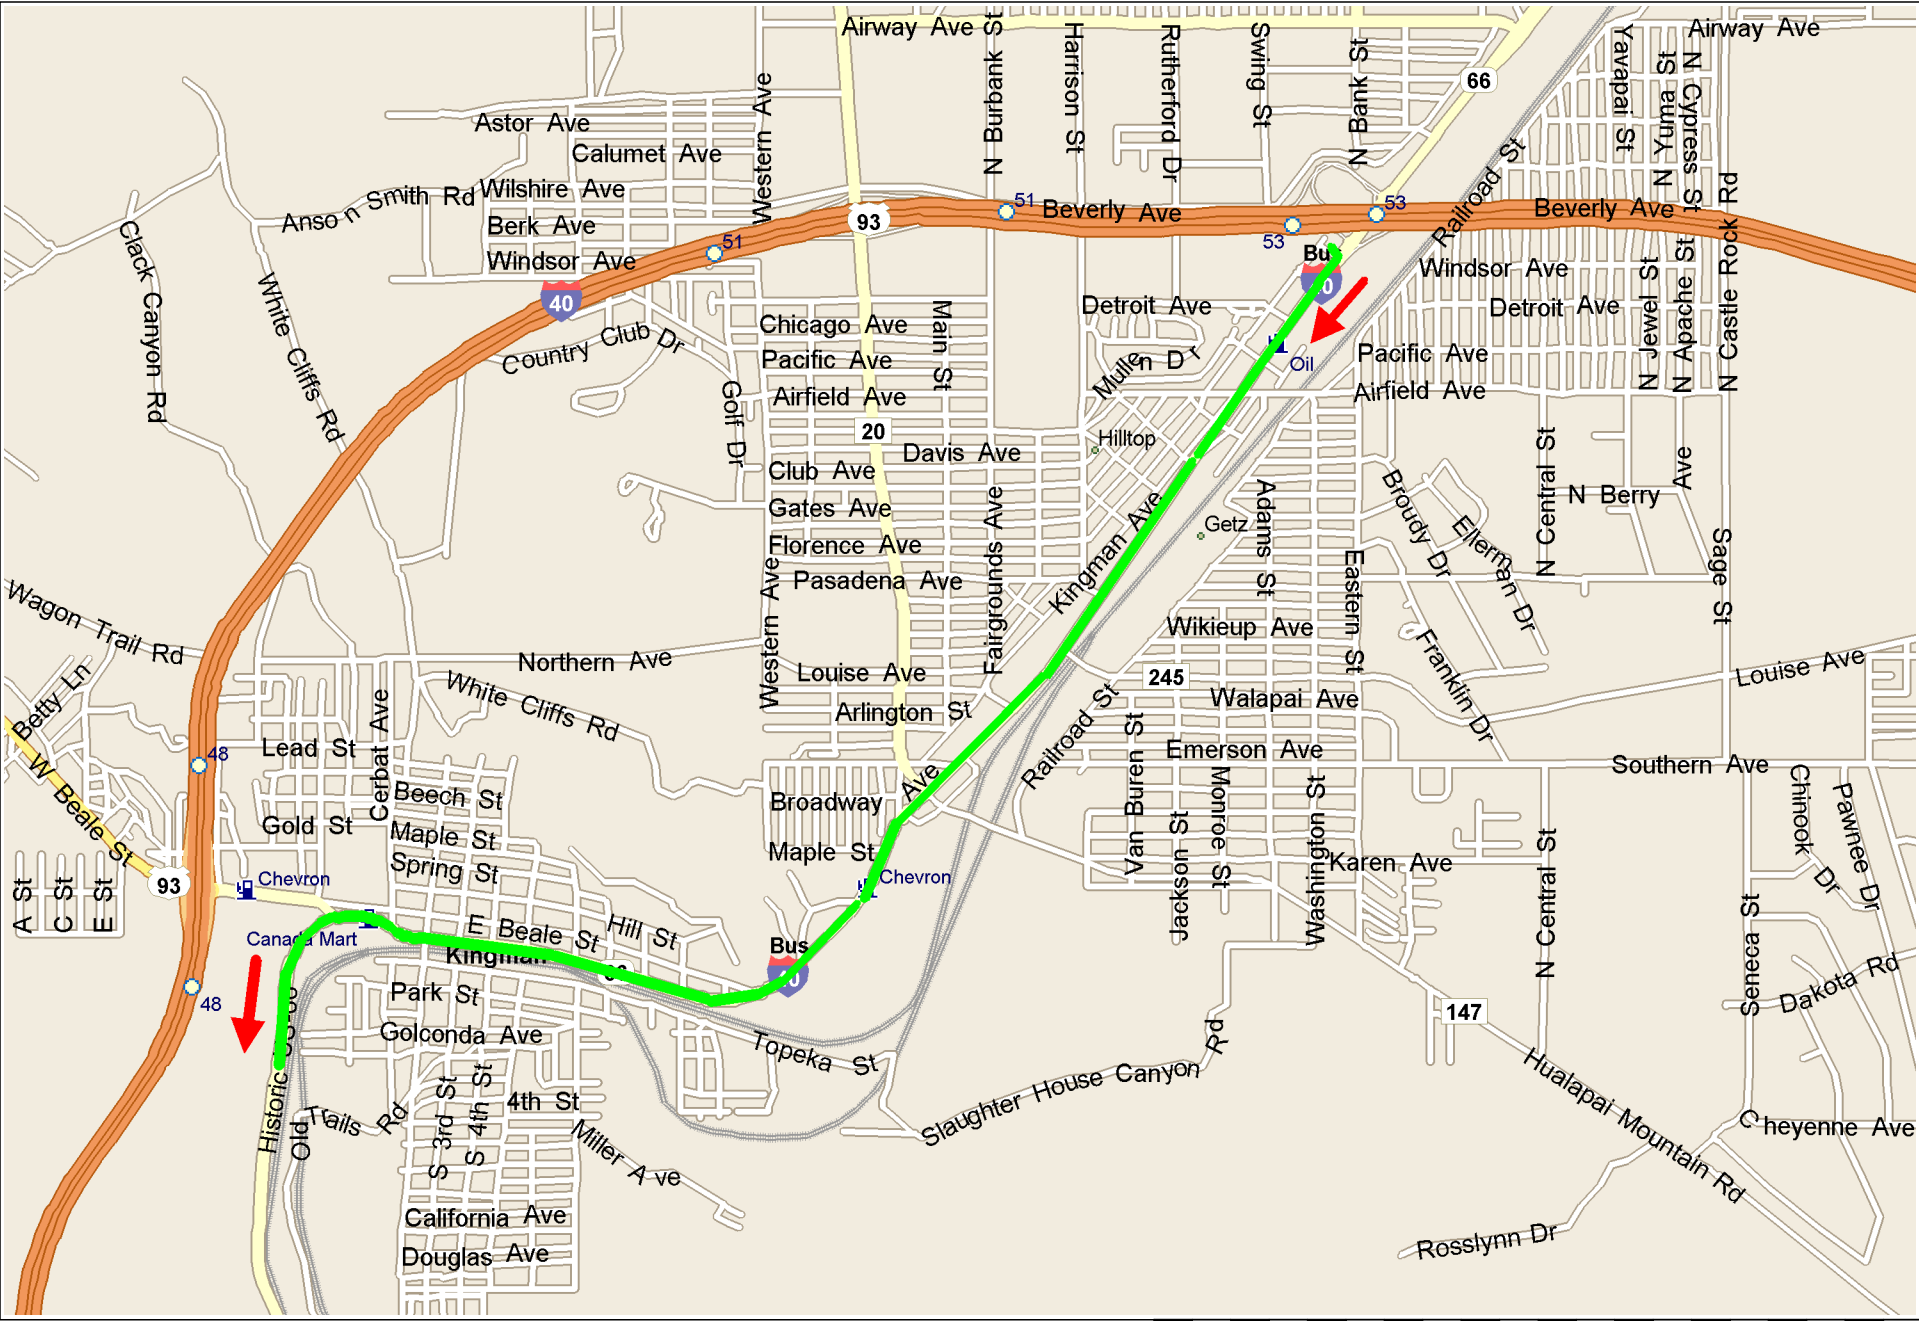 Airway Ave
Airway Ave
N Burbank St
Harrison St
Rutherford Dr
Swing St
N Bank St
66
Yavapai St
N Yuma St
N Cypress St
Western Ave
Astor Ave
Calumet Ave
Wilshire Ave
Anson Smith Rd
Berk Ave
Windsor Ave
93
51
51
Beverly Ave
53
53
Beverly Ave
Railroad St
N Castle Rock Rd
Clack Canyon Rd
White Cliffs Rd
40
Country Club Dr
Bus
40
Windsor Ave
Detroit Ave
Detroit Ave
N Jewel St
N Apache St
Chicago Ave
Main St
Pacific Ave
Mullen Dr
Oil
Pacific Ave
Airfield Ave
Airfield Ave
Golf Dr
20
Davis Ave
Hilltop
Club Ave
Gates Ave
Fairgrounds Ave
Kingman Ave
Getz
Adams St
Broudy Dr
Ellerman Dr
N Central St
N Berry
Ave
Sage St
Florence Ave
Western Ave
Pasadena Ave
Eastern St
Wagon Trail Rd
Wikieup Ave
Franklin Dr
Northern Ave
Louise Ave
245
Louise Ave
Betty Ln
White Cliffs Rd
Arlington St
Walapai Ave
Railroad St
Van Buren St
Cerbat Ave
Lead St
48
Emerson Ave
Southern Ave
W Beale St
Beech St
Broadway
Ave
Gold St
Maple St
Monroe St
Washington St
Chinook Dr
Pawnee Dr
Jackson St
Maple St
Spring St
Karen Ave
93
Chevron
Chevron
A St
C St
E St
N Central St
Seneca St
E Beale St
Hill St
Canada Mart
Kingman
Bus
40
Dakota Rd
Park St
48
147
Golconda Ave
Topeka St
Slaughter House Canyon Rd
Hualapai Mountain Rd
Historic
Old
Trails Rd
S 3rd St
S 4th St
4th St
Miller Ave
Cheyenne Ave
California Ave
Douglas Ave
Rosslynn Dr